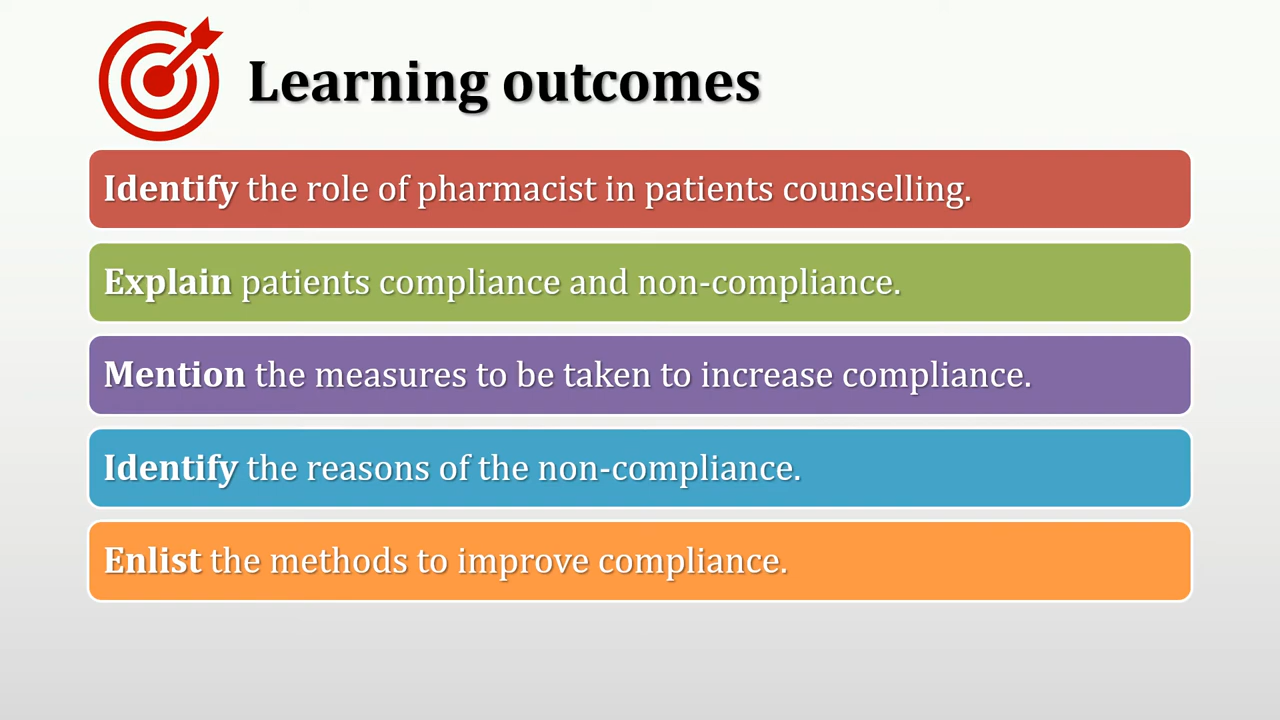 Learning outcomes
Identify the role of pharmacist in patients counselling.
Explain patients compliance and non-compliance.
Mention the measures to be taken to increase compliance.
Identify the reasons of the non-compliance.
Enlist the methods to improve compliance.